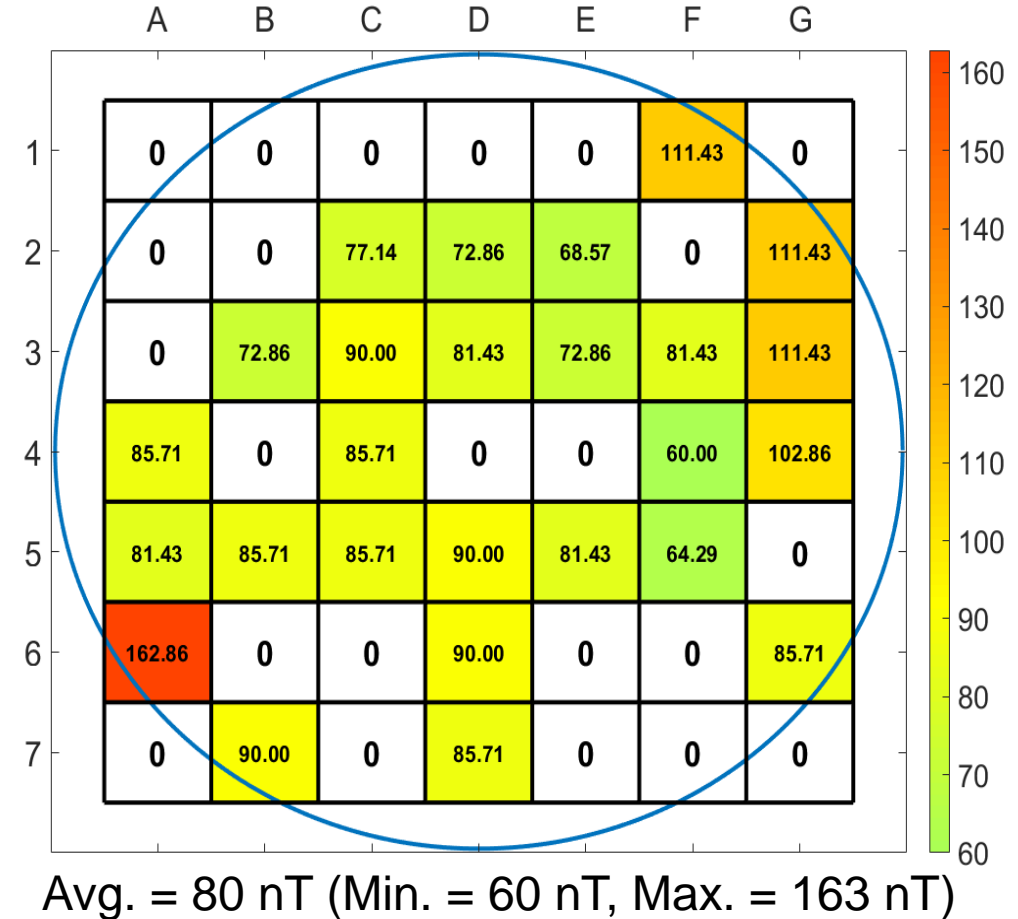 A B C D E F G
1 0 0 0 0 0 111.43 0
2 0 0 77.14 72.86 68.57 0 111.43
3 0 72.86 90.00 81.43 72.86 81.43 111.43
4 85.71 0 85.71 0 0 60.00 102.86
5 81.43 85.71 85.71 90.00 81.43 64.29 0
6 162.86 0 0 90.00 0 0 85.71
7 0 90.00 0 85.71 0 0 0
160
150
140
130
120
110
100
90
80
70
60
Avg. = 80 nT (Min. = 60 nT, Max. = 163 nT)